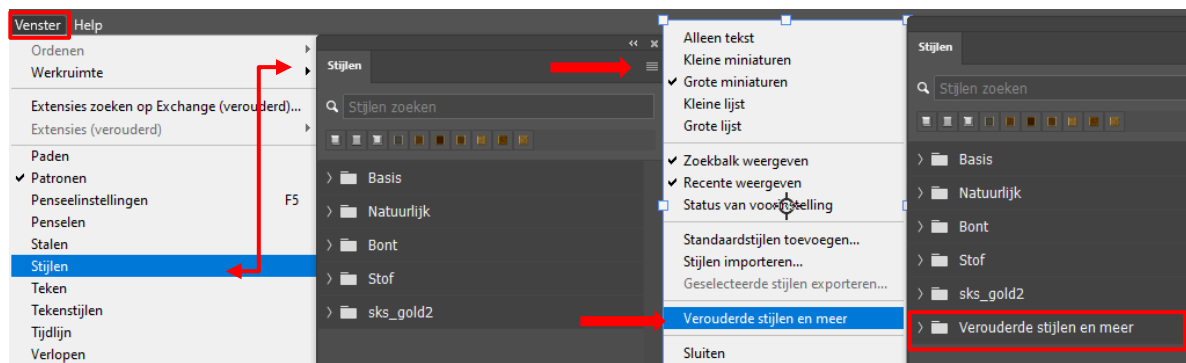 Venster Help
Ordenen
Werkruimte
Extensies zoeken op Exchange (verouderd)...
Extensies (verouderd)
Paden
Patronen
Penseelinstellingen F5
Penselen
Stalen
Stijlen
Teken
Tekenstijlen
Tijdlijn
Verlopen
Stijlen
Stijlen zoeken
Basis
Natuurlijk
Bont
Stof
sks_gold2
Alleen tekst
Kleine miniaturen
Grote miniaturen
Kleine lijst
Grote lijst
Zoekbalk weergeven
Recente weergeven
Status van voorinstelling
Standaardstijlen toevoegen...
Stijlen importeren...
Geselecteerde stijlen exporteren...
Verouderde stijlen en meer
Sluiten
Stijlen
Stijlen zoeken
Basis
Natuurlijk
Bont
Stof
sks_gold2
Verouderde stijlen en meer